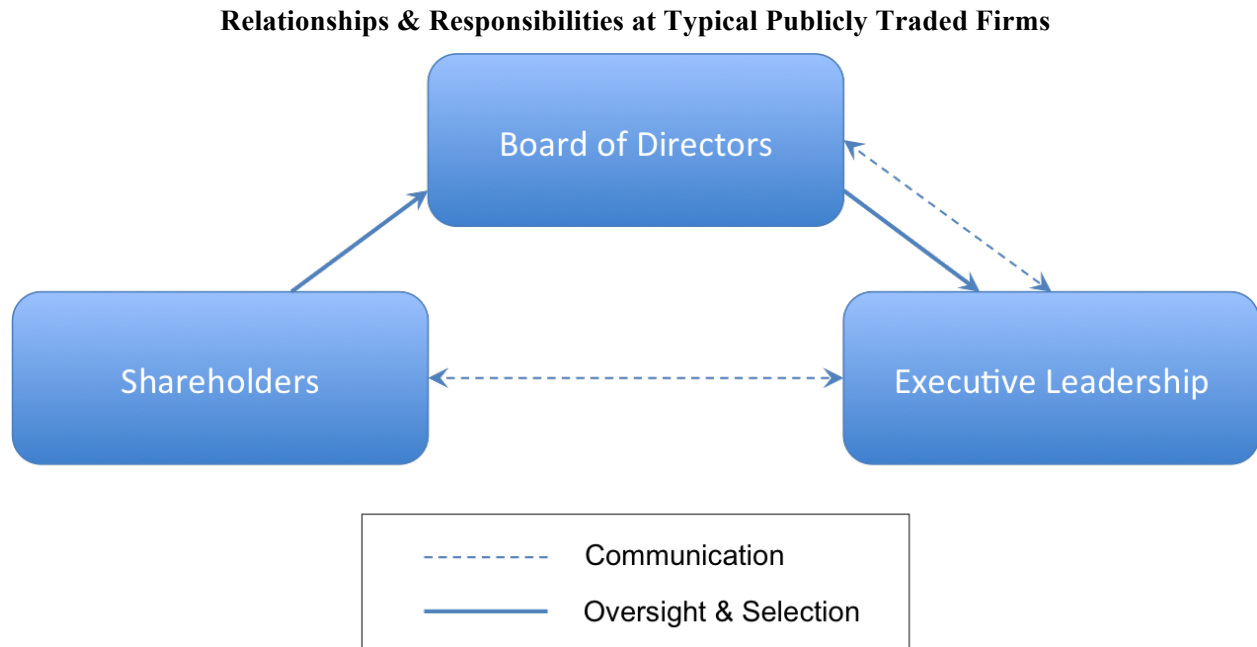 Relationships & Responsibilities at Typical Publicly Traded Firms
Board of Directors
Shareholders
Executive Leadership
Communication
Oversight & Selection